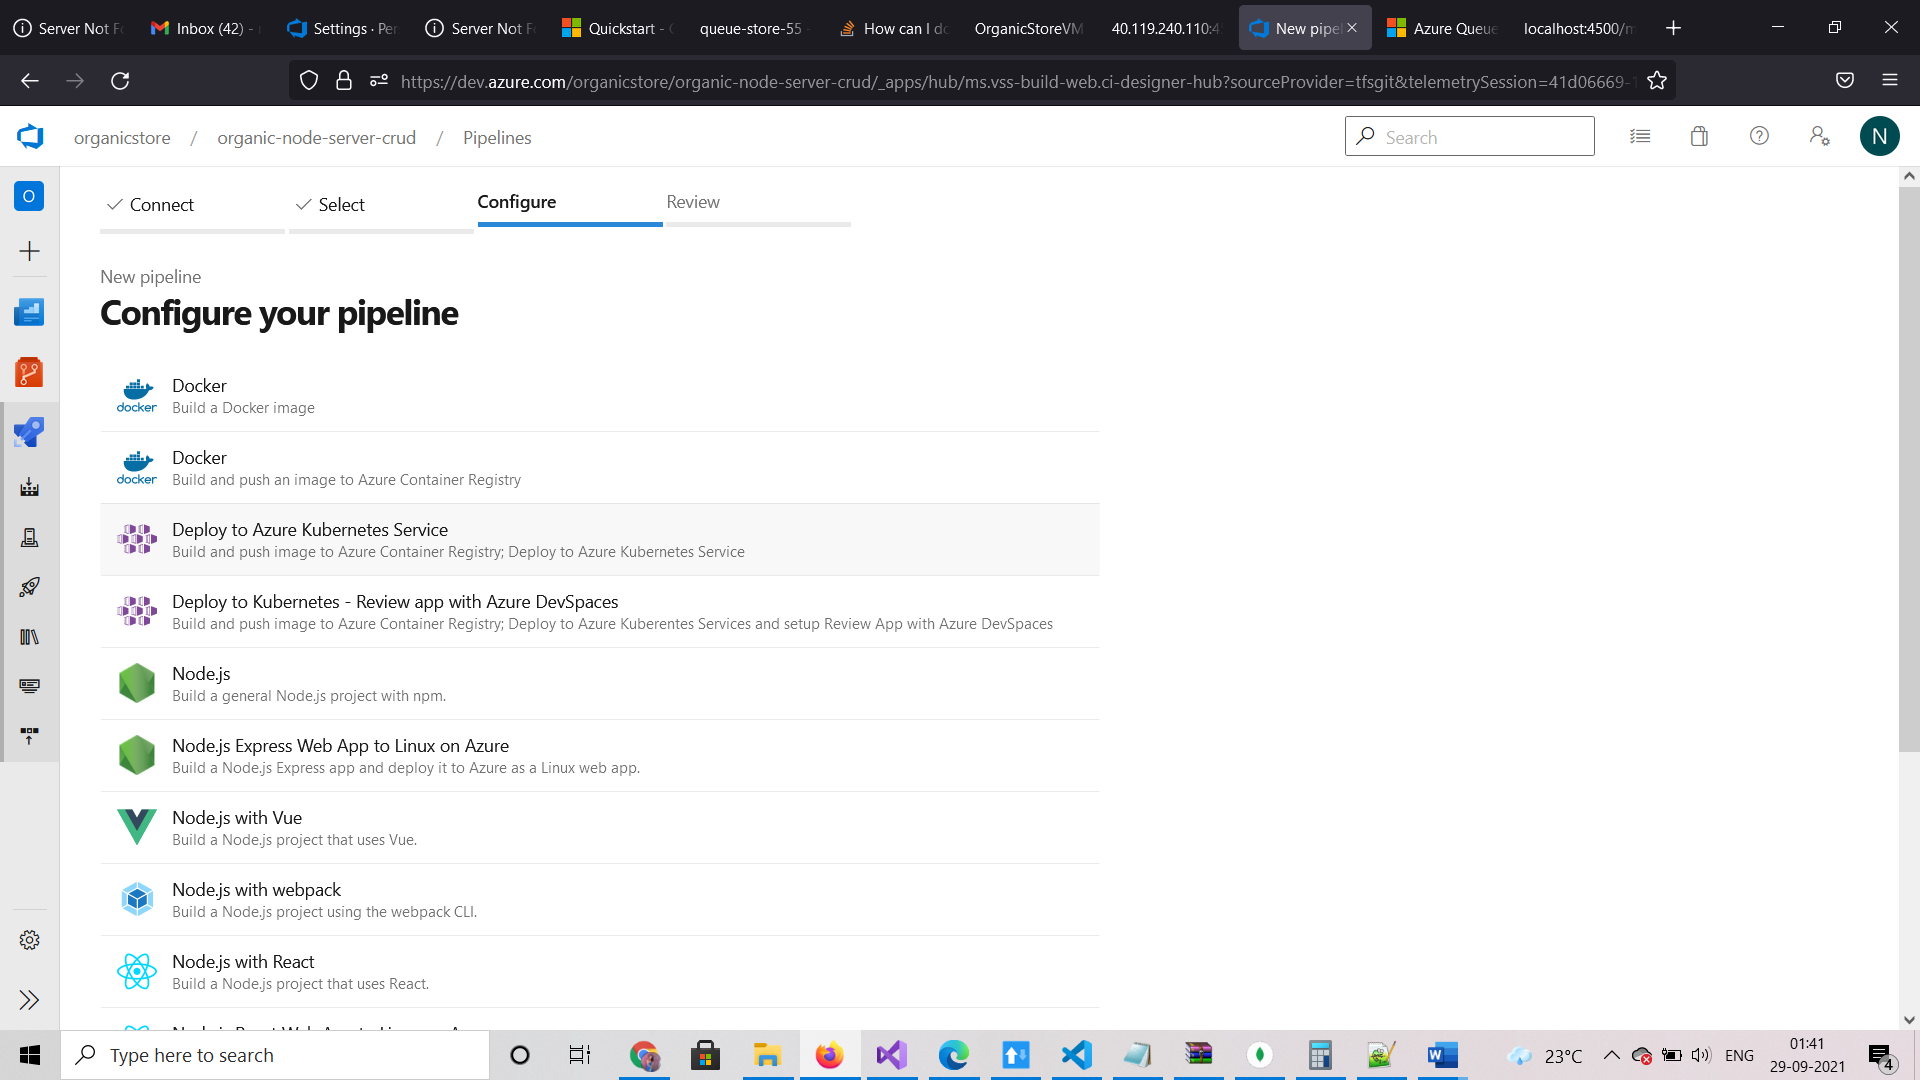 Server Not Fo
Inbox (42) -
Settings · Per
Server Not Fo
Quickstart -
queue-store-55
How can I do
OrganicStoreVM
40.119.240.110:4
New pipel
Azure Queue
localhost:4500/m
https://dev.azure.com/organicstore/organic-node-server-crud/_apps/hub/ms.vss-build-web.ci-designer-hub?sourceProvider=tfsgit&telemetrySession=41d06669-
organicstore / organic-node-server-crud / Pipelines
Search
N
O
Connect
Select
Configure
Review
New pipeline
Configure your pipeline
docker
Docker
Build a Docker image
docker
Docker
Build and push an image to Azure Container Registry
Deploy to Azure Kubernetes Service
Build and push image to Azure Container Registry; Deploy to Azure Kubernetes Service
Deploy to Kubernetes - Review app with Azure DevSpaces
Build and push image to Azure Container Registry; Deploy to Azure Kuberentes Services and setup Review App with Azure DevSpaces
Node.js
Build a general Node.js project with npm.
Node.js Express Web App to Linux on Azure
Build a Node.js Express app and deploy it to Azure as a Linux web app.
Node.js with Vue
Build a Node.js project that uses Vue.
Node.js with webpack
Build a Node.js project using the webpack CLI.
Node.js with React
Build a Node.js project that uses React.
Type here to search
23°C
ENG
01:41
29-09-2021
4